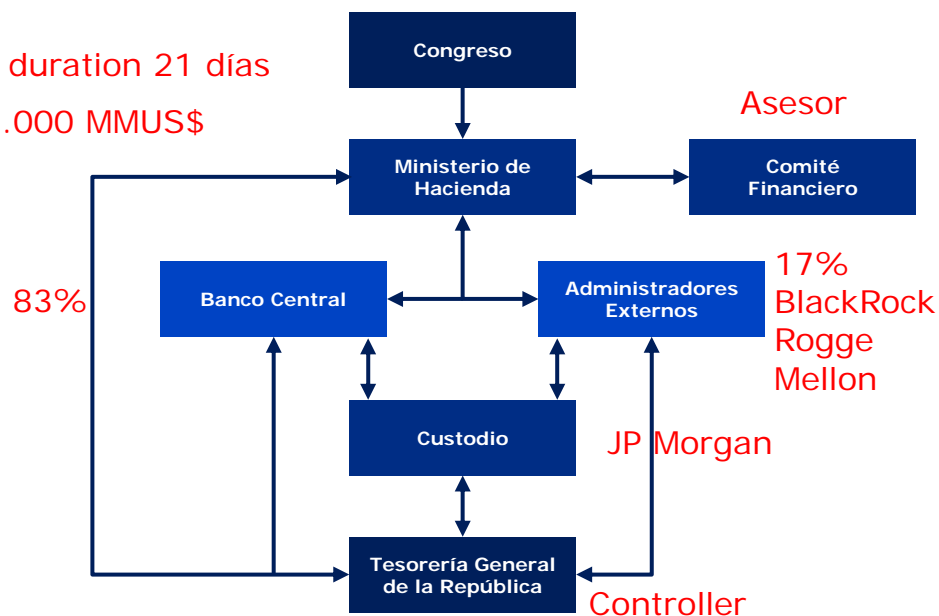 Congreso
duration 21 días
.000 MMUS$
Asesor
Ministerio de
Hacienda
Comité
Financiero
83%
Banco Central
Administradores
Externos
17%
BlackRock
Rogge
Mellon
Custodio
JP Morgan
Tesorería General
de la República
Controller